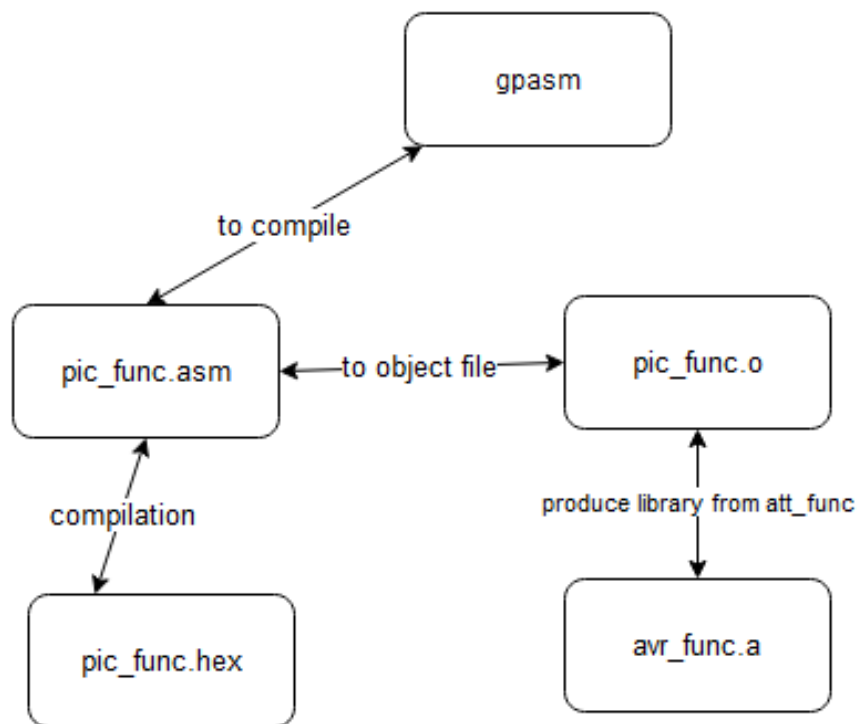 gpasm
to compile
pic_func.asm
to object file
pic_func.o
compilation
produce library from att_func
pic_func.hex
avr_func.a